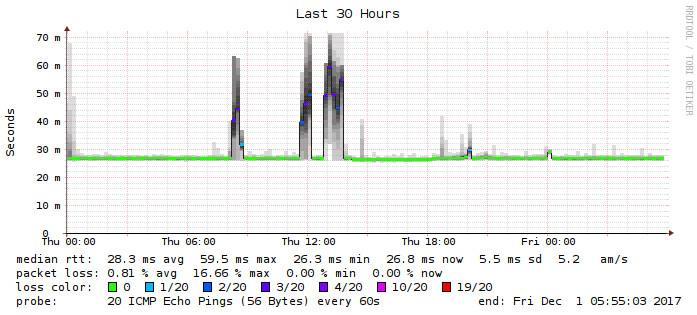 Last 30 Hours
RRDTOOL / TOBI OETIKER
Seconds
70 m
60 m
50 m
40 m
30 m
20 m
10 m
0
Thu 00:00 Thu 06:00 Thu 12:00 Thu 18:00 Fri 00:00
median rtt: 28.3 ms avg 59.5 ms max 26.3 ms min 26.8 ms now 5.5 ms sd 5.2 am/s
packet loss: 0.81 % avg 16.66 % max 0.00 % min 0.00 % now
loss color: 0 1/20 2/20 3/20 4/20 10/20 19/20
probe: 20 ICMP Echo Pings (56 Bytes) every 60s end: Fri Dec 1 05:55:03 2017